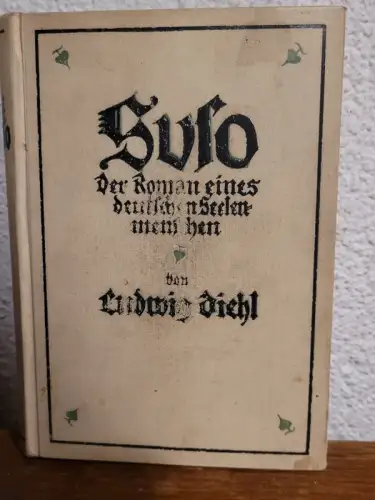 Suso
Der Roman eines
deutschen Seelen-
menschen
von
Ludwig Diehl